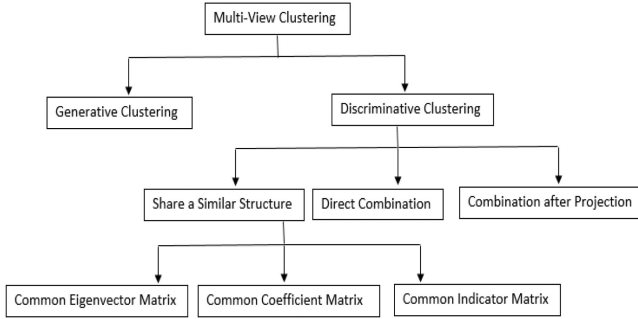 Multi-View Clustering
Generative Clustering
Discriminative Clustering
Share a Similar Structure
Direct Combination
Combination after Projection
Common Eigenvector Matrix
Common Coefficient Matrix
Common Indicator Matrix